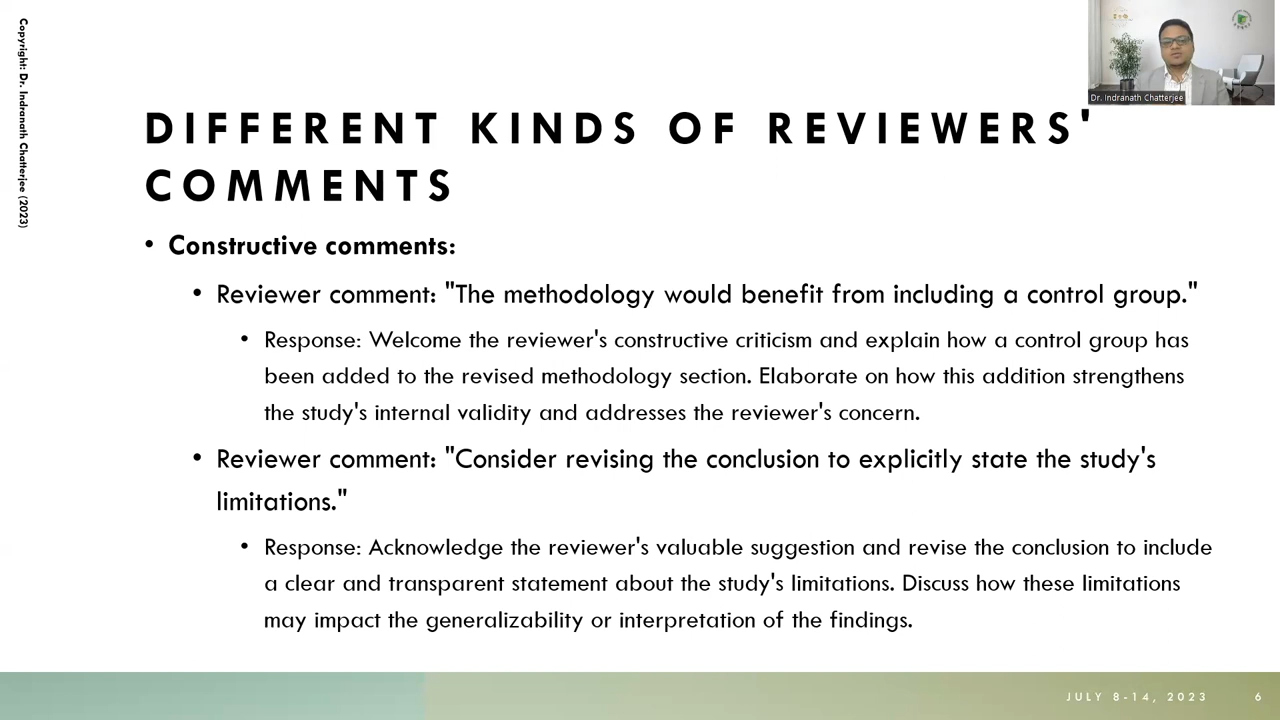 Copyright: Dr. Indranath Chatterjee (2023)
Dr. Indranath Chatterjee
DIFFERENT KINDS OF REVIEWERS'
COMMENTS
• Constructive comments:
• Reviewer comment: "The methodology would benefit from including a control group."
• Response: Welcome the reviewer's constructive criticism and explain how a control group has
been added to the revised methodology section. Elaborate on how this addition strengthens
the study's internal validity and addresses the reviewer's concern.
• Reviewer comment: "Consider revising the conclusion to explicitly state the study's
limitations."
• Response: Acknowledge the reviewer's valuable suggestion and revise the conclusion to include
a clear and transparent statement about the study's limitations. Discuss how these limitations
may impact the generalizability or interpretation of the findings.
JULY 8-14, 2023 6